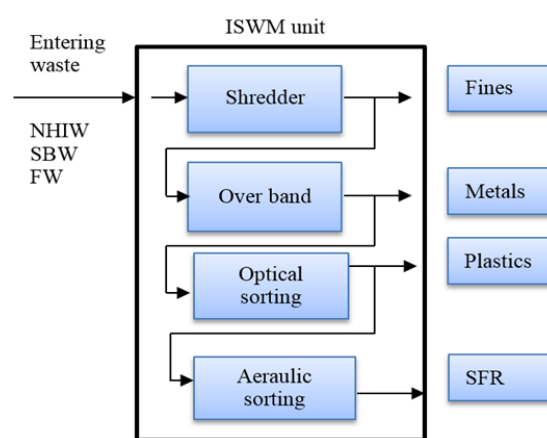 ISWM unit
Entering
waste
NHIW
SBW
FW
Shredder
Fines
Over band
Metals
Optical
sorting
Plastics
Aeraulic
sorting
SFR